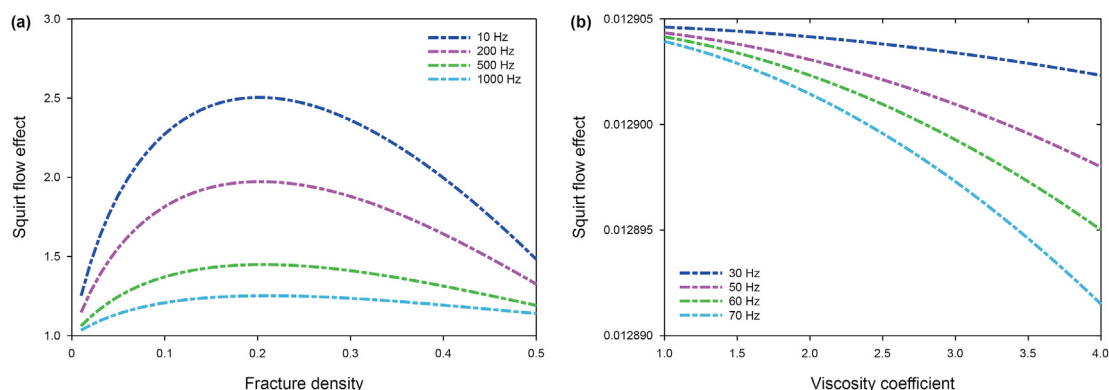 (a)
3.0
2.5
2.0
1.5
1.0
Squirt flow effect
10 Hz
200 Hz
500 Hz
1000 Hz
0 0.1 0.2 0.3 0.4 0.5
Fracture density
(b)
0.012905
0.012900
0.012895
0.012890
Squirt flow effect
30 Hz
50 Hz
60 Hz
70 Hz
1.0 1.5 2.0 2.5 3.0 3.5 4.0
Viscosity coefficient